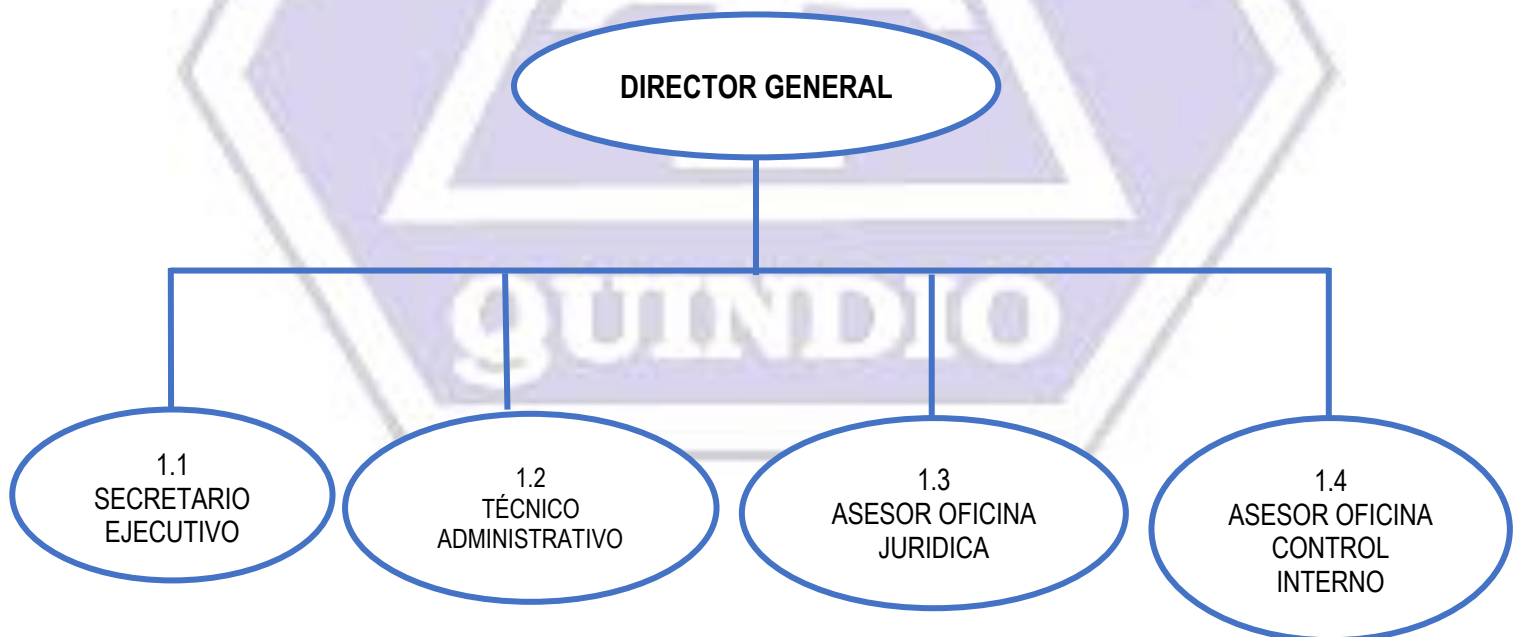 DIRECTOR GENERAL
QUINDIO
1.1
SECRETARIO
EJECUTIVO
1.2
TÉCNICO
ADMINISTRATIVO
1.3
ASESOR OFICINA
JURIDICA
1.4
ASESOR OFICINA
CONTROL
INTERNO